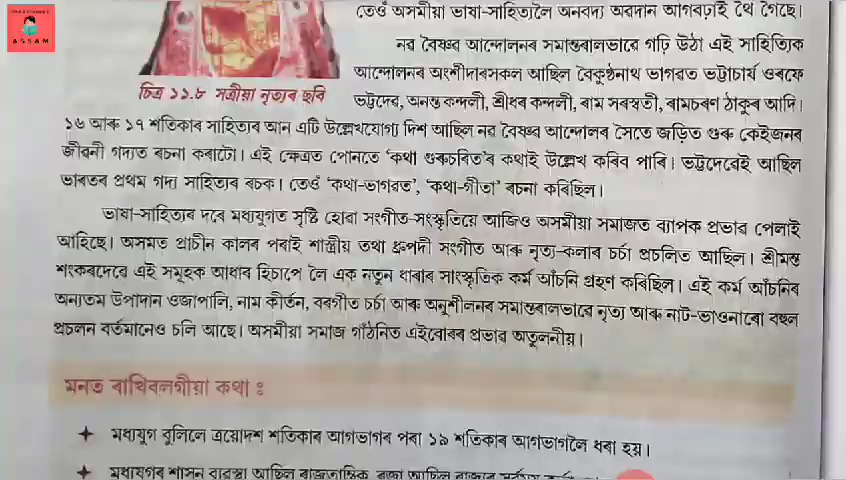 ASSAM
তেওঁ অসমীয়া ভাষা-সাহিত্যলৈ অনবদ্য অৱদান আগবঢ়াই থৈ গৈছে।
নৱ বৈষ্ণৱ আন্দোলনৰ সমান্তৰালভাৱে গঢ়ি উঠা এই সাহিত্যিক
আন্দোলনৰ অংশীদাৰসকল আছিল বৈকুণ্ঠনাথ ভাগৱত ভট্টাচাৰ্য ওৰফে
চিত্ৰ ১১.৮ সত্ৰীয়া নৃত্যৰ ছবি
ভট্টদেৱ, অনন্ত কন্দলী, শ্ৰীধৰ কন্দলী, ৰাম সৰস্বতী, ৰামচৰণ ঠাকুৰ আদি।
১৬ আৰু ১৭ শতিকাৰ সাহিত্যৰ আন এটি উল্লেখযোগ্য দিশ আছিল নৱ বৈষ্ণৱ আন্দোলনৰ সৈতে জড়িত গুৰু কেইজনৰ
জীৱনী গদ্যত ৰচনা কৰাটো। এই ক্ষেত্ৰত পোনতে ‘কথা গুৰুচৰিত’ৰ কথাই উল্লেখ কৰিব পাৰি। ভট্টদেৱেই আছিল
ভাৰতৰ প্ৰথম গদ্য সাহিত্যৰ ৰচক। তেওঁ ‘কথা-ভাগৱত’, ‘কথা-গীতা’ ৰচনা কৰিছিল।
ভাষা-সাহিত্যৰ দৰে মধ্যযুগত সৃষ্টি হোৱা সংগীত-সংস্কৃতিয়ে আজিও অসমীয়া সমাজত ব্যাপক প্ৰভাৱ পেলাই
আহিছে। অসমত প্ৰাচীন কালৰ পৰাই শাস্ত্ৰীয় তথা ধ্ৰুপদী সংগীত আৰু নৃত্য-কলাৰ চৰ্চা প্ৰচলিত আছিল। শ্ৰীমন্ত
শংকৰদেৱে এই সমূহক আধাৰ হিচাপে লৈ এক নতুন ধাৰাৰ সাংস্কৃতিক কৰ্ম আঁচনি গ্ৰহণ কৰিছিল। এই কৰ্ম আঁচনিৰ
অন্যতম উপাদান ওজাপালি, নাম কীৰ্তন, বৰগীত চৰ্চা আৰু অনুশীলনৰ সমান্তৰালভাৱে নৃত্য আৰু নাট-ভাওনাৰো বহুল
প্ৰচলন বৰ্তমানেও চলি আছে। অসমীয়া সমাজ গাঁঠনিত এইবোৰৰ প্ৰভাৱ অতুলনীয়।
মনত ৰাখিবলগীয়া কথা ঃ
✦ মধ্যযুগ বুলিলে ত্ৰয়োদশ শতিকাৰ আগভাগৰ পৰা ১৯ শতিকাৰ আগভাগলৈ ধৰা হয়।
✦ মধ্যযুগৰ শাসন ব্যৱস্থা আছিল ৰাজতান্ত্ৰিক